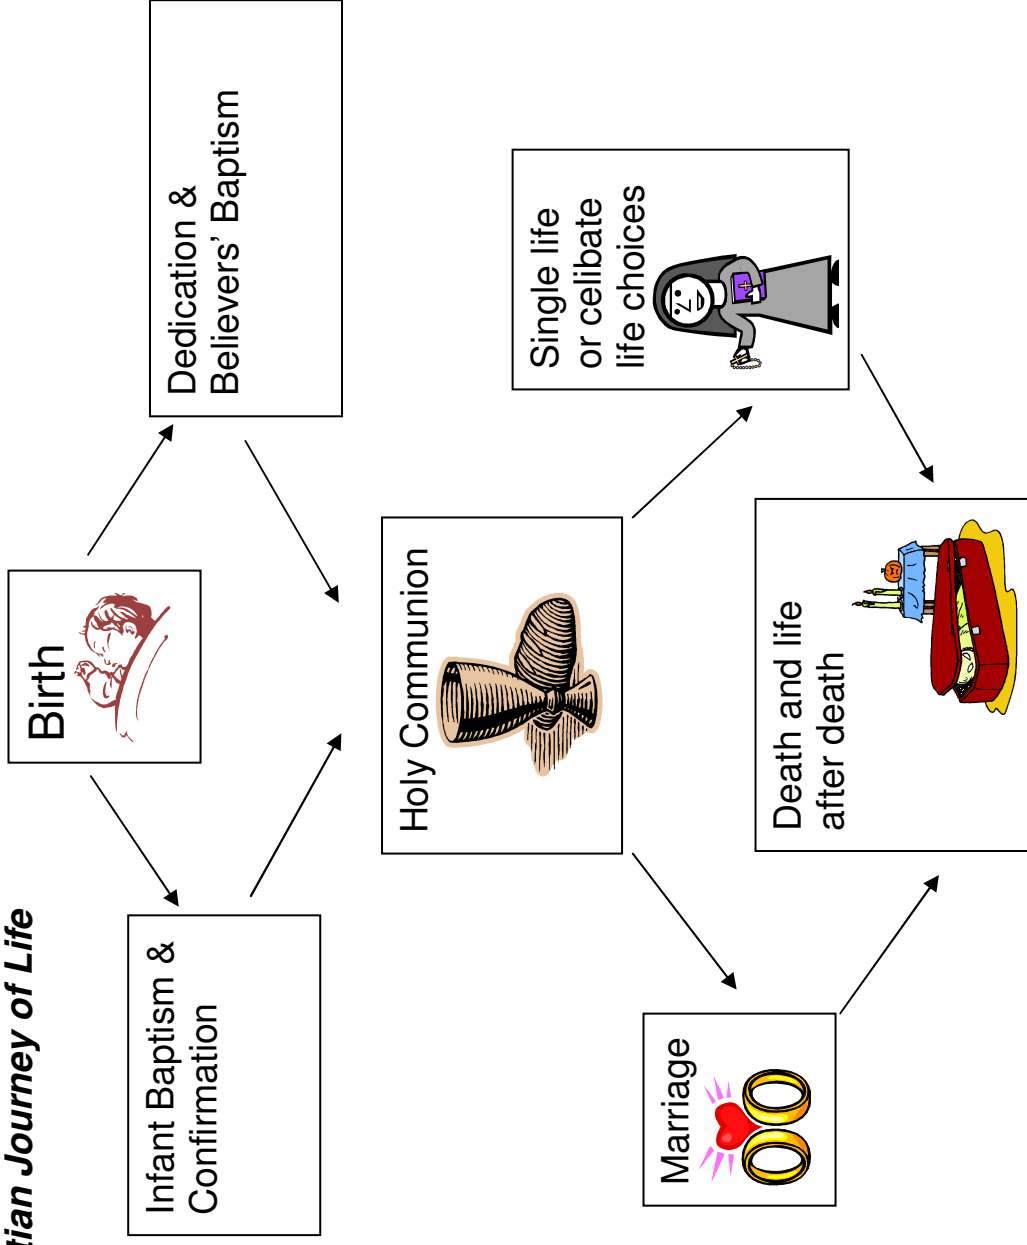 tian Journey of Life
Birth
Infant Baptism &
Confirmation
Dedication &
Believers’ Baptism
Holy Communion
Marriage
Single life
or celibate
life choices
Death and life
after death